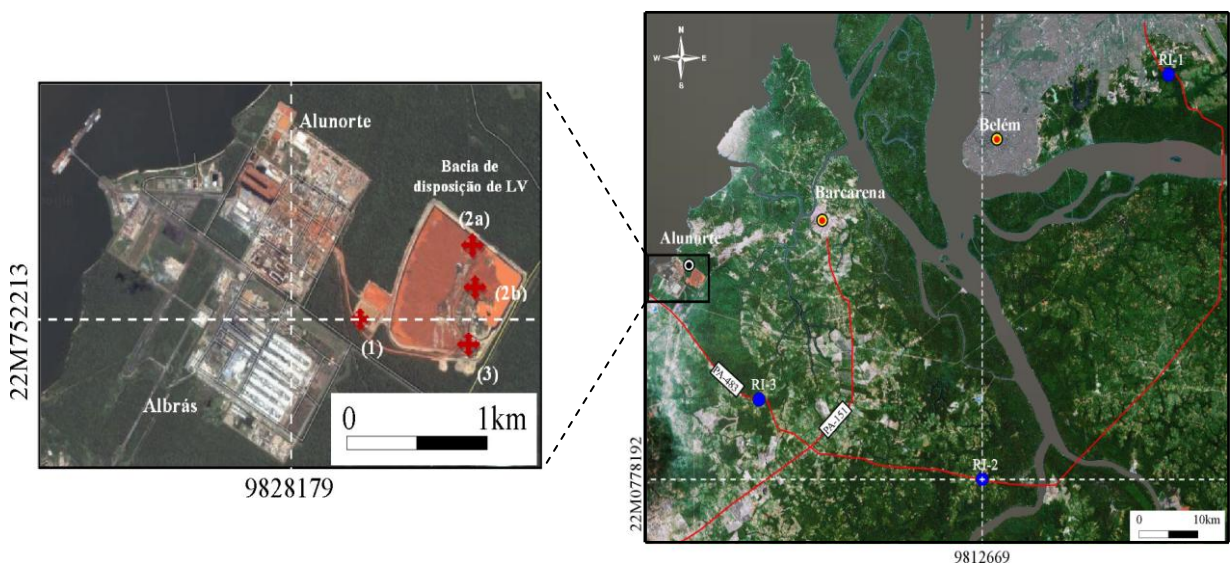 Alunorte
Bacia de
disposição de LV
(2a)
(2b)
(1)
(3)
Albrás
0 1km
22M752213
9828179
N
W E
S
RI-1
Belém
Barcarena
Alunorte
PA-483
RI-3
PA-151
RI-2
0 10km
22M0778192
9812669